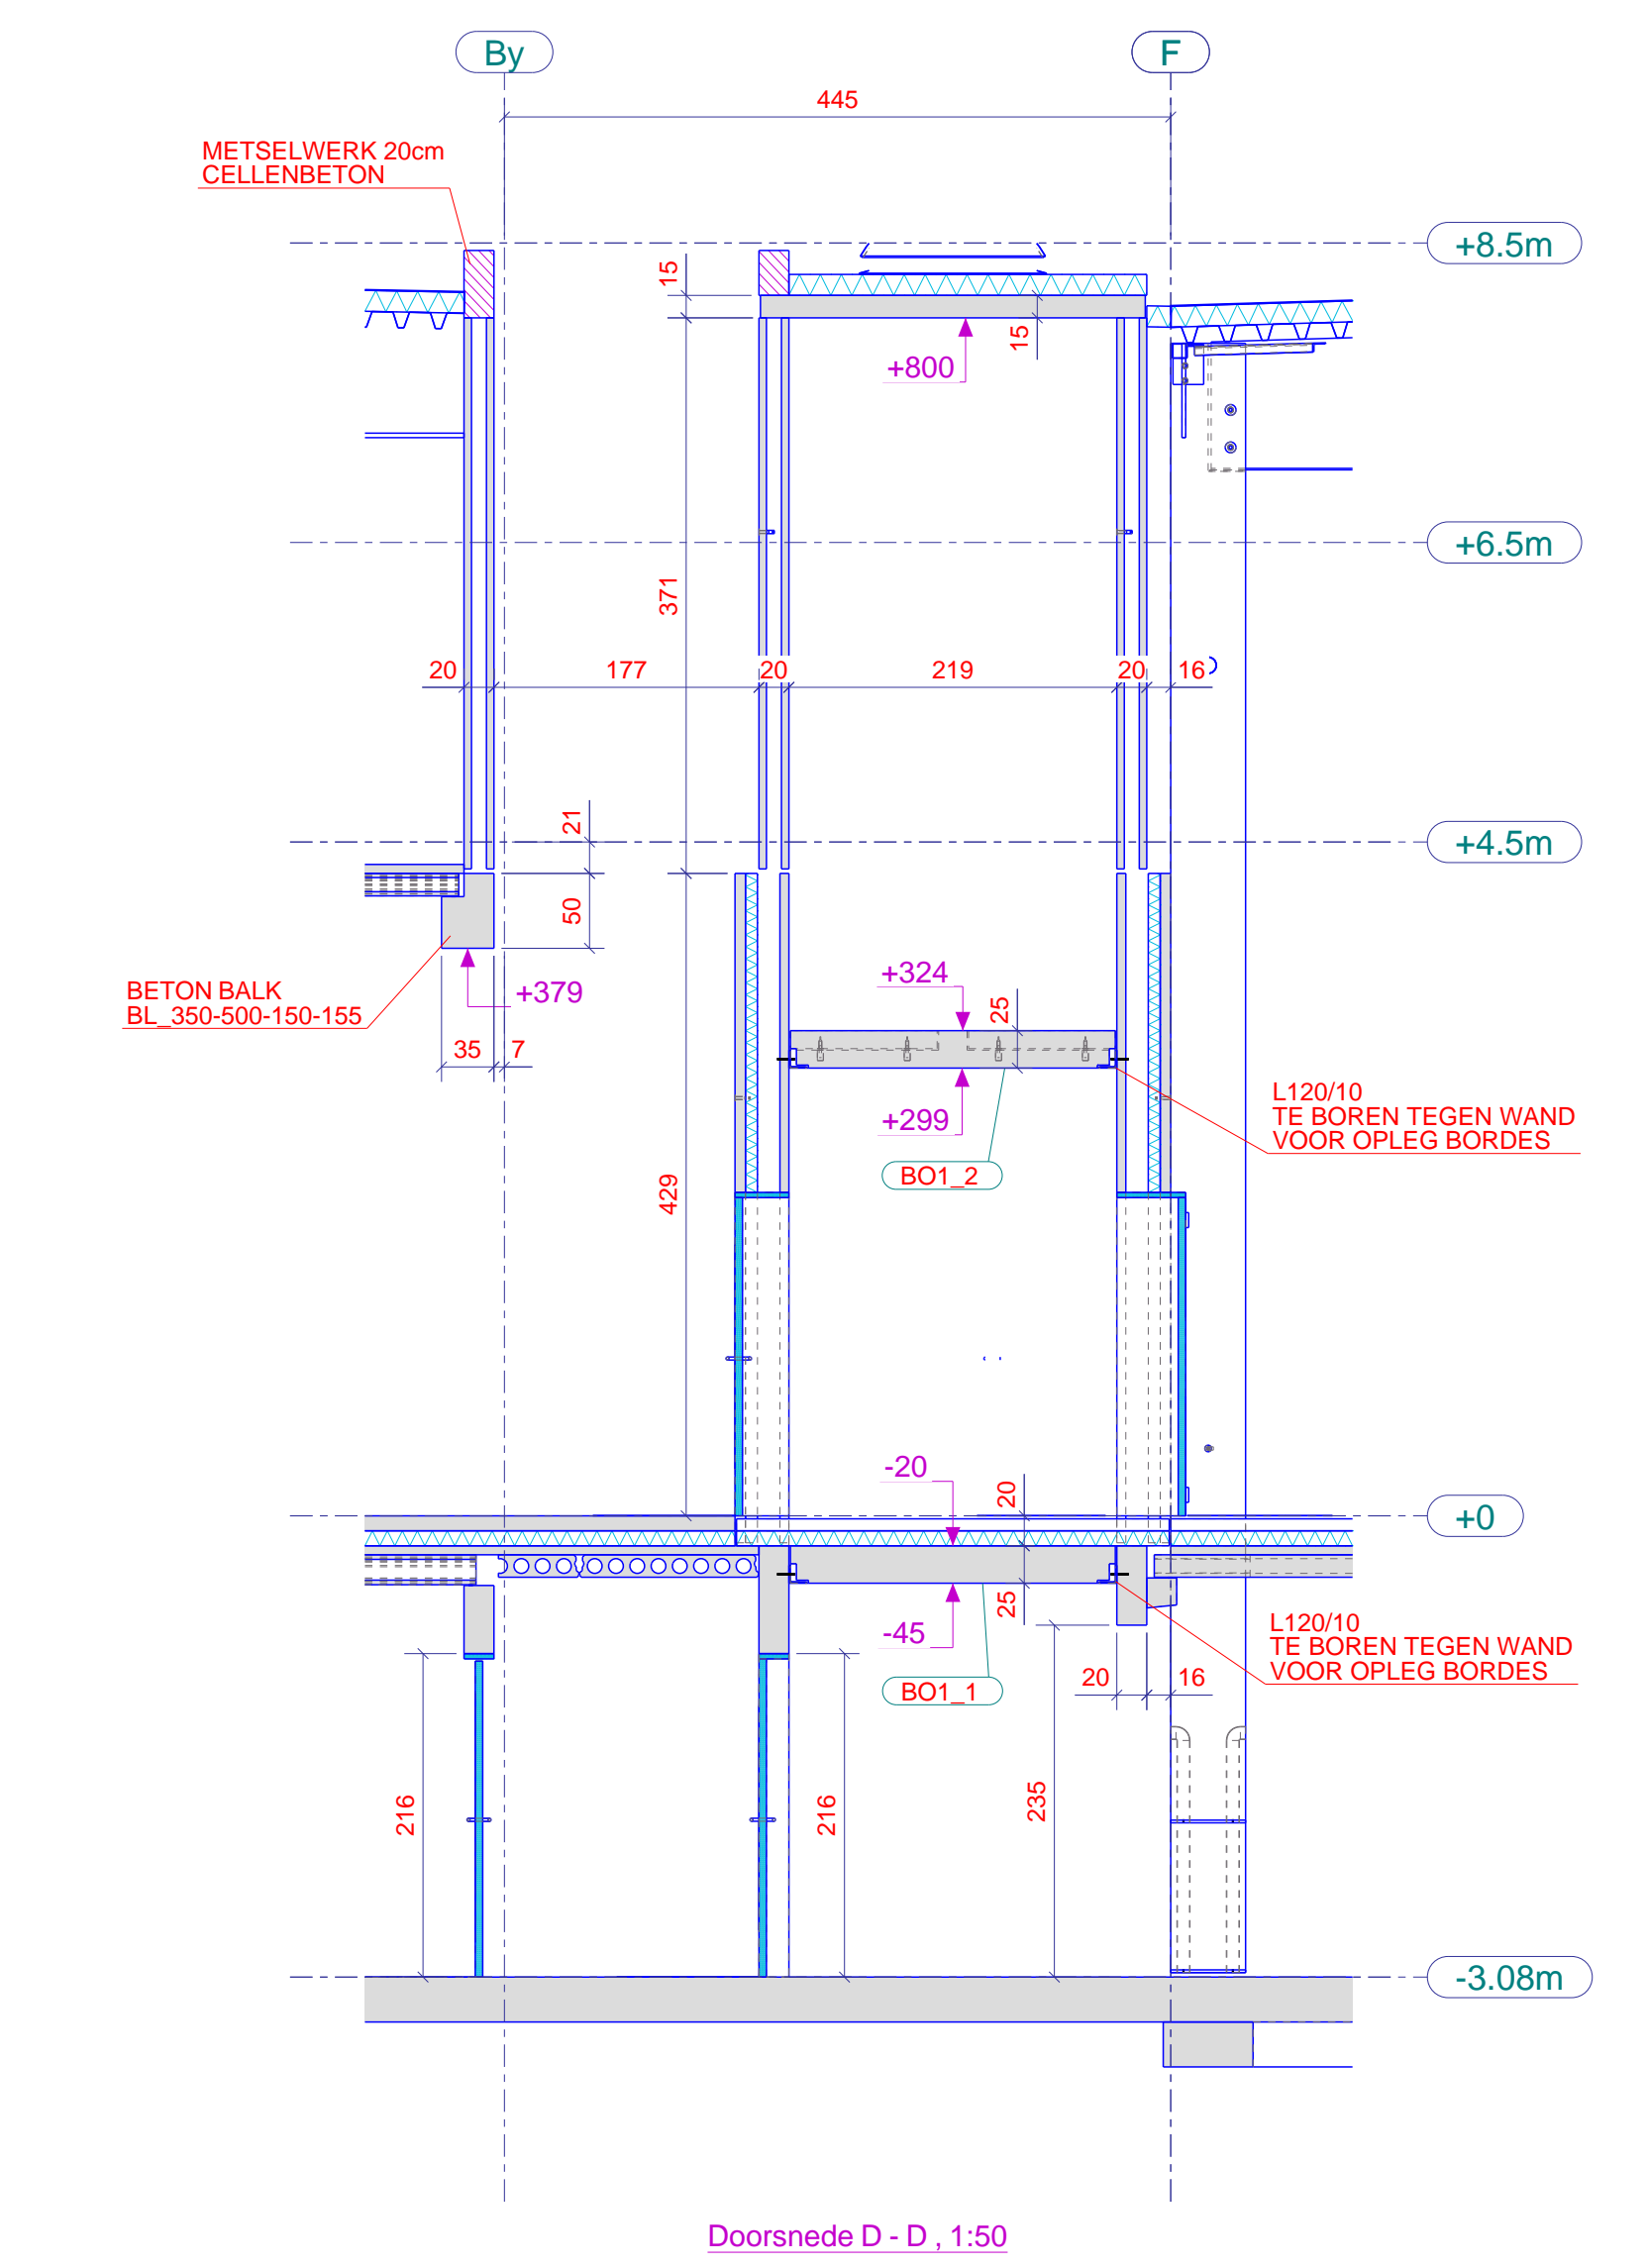 By
F
445
METSELWERK 20cm
CELLENBETON
+8.5m
15
15
+800
+6.5m
371
20
177
20
219
20
16
21
+4.5m
50
+324
25
BETON BALK
BL_350-500-150-155
+379
35
7
+299
L120/10
TE BOREN TEGEN WAND
VOOR OPLEG BORDES
BO1_2
429
-20
20
+0
25
-45
L120/10
TE BOREN TEGEN WAND
VOOR OPLEG BORDES
BO1_1
20
16
216
216
235
-3.08m
Doorsnede D - D , 1:50